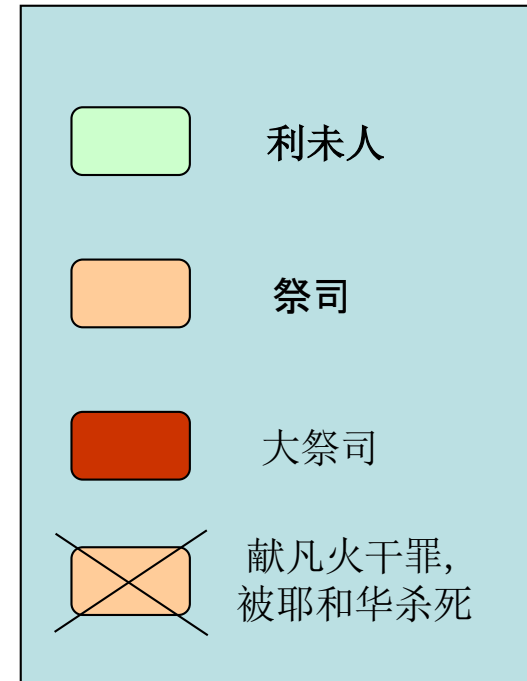 利未人
祭司
大祭司
献凡火干罪,
被耶和华杀死